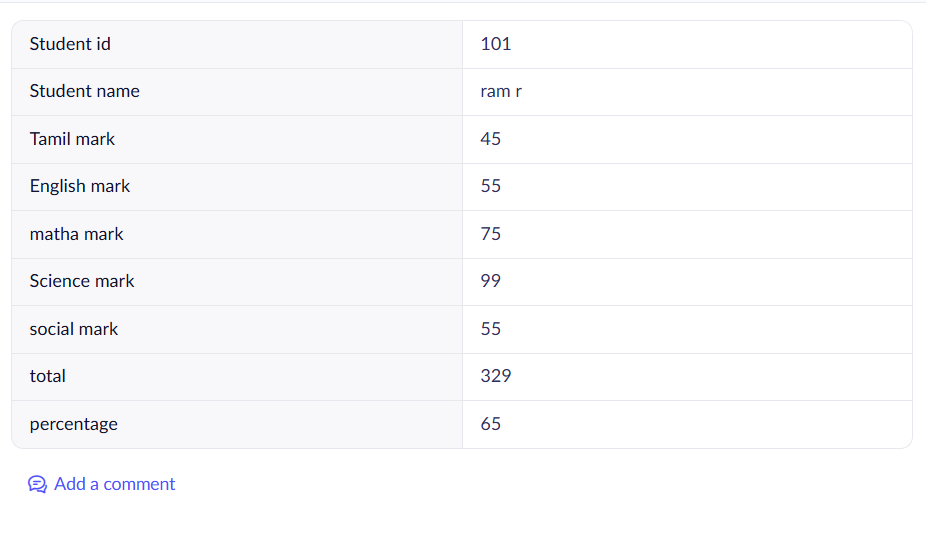 Student id 101
Student name ram r
Tamil mark 45
English mark 55
matha mark 75
Science mark 99
social mark 55
total 329
percentage 65
Add a comment